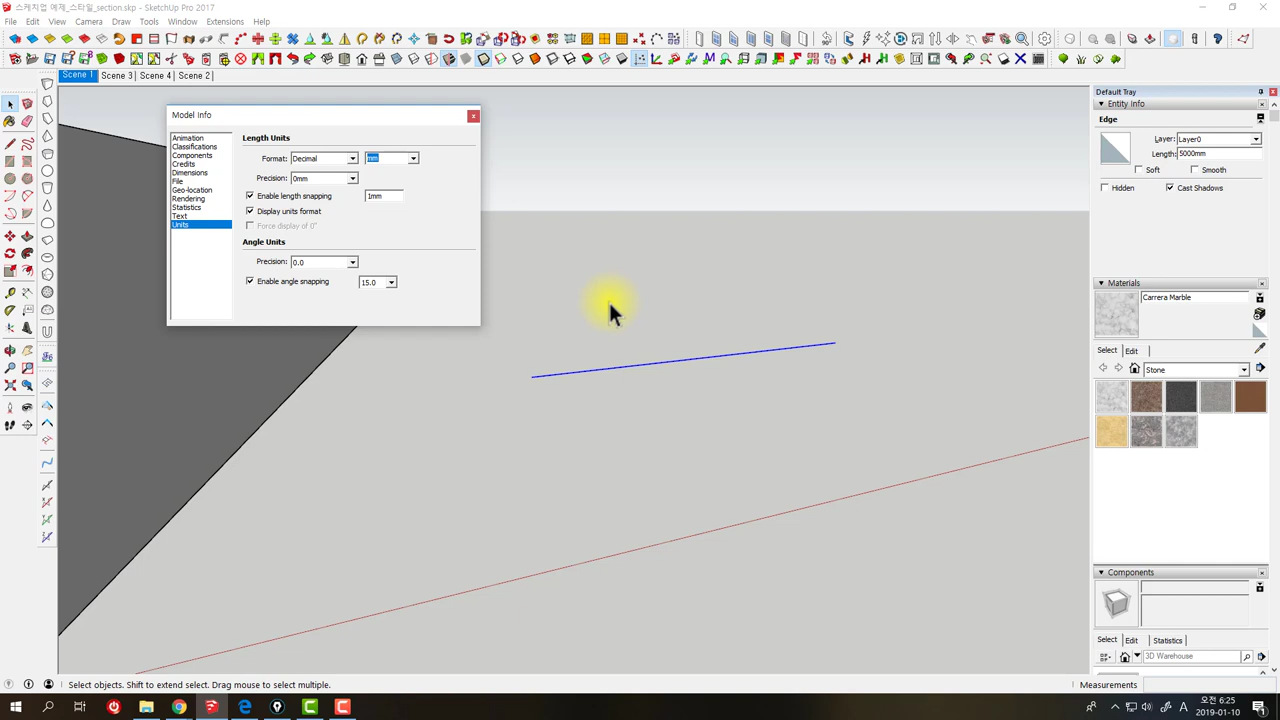 스케치업 예제_스타일_section.skp - SketchUp Pro 2017
File Edit View Camera Draw Tools Window Extensions Help
Scene 1 Scene 3 Scene 4 Scene 2
Model Info
Animation
Classifications
Components
Credits
Dimensions
File
Geo-location
Rendering
Statistics
Text
Units
Length Units
Format: Decimal mm
Precision: 0mm
Enable length snapping 1mm
Display units format
Force display of 0"
Angle Units
Precision: 0.0
Enable angle snapping 15.0
Default Tray
Entity Info
Edge
Layer: Layer0
Length: 5000mm
Soft Smooth
Hidden Cast Shadows
Materials
Carrera Marble
Select Edit
Stone
Components
Select Edit Statistics
3D Warehouse
Select objects. Shift to extend select. Drag mouse to select multiple.
Measurements
A
오전 6:25
2019-01-10